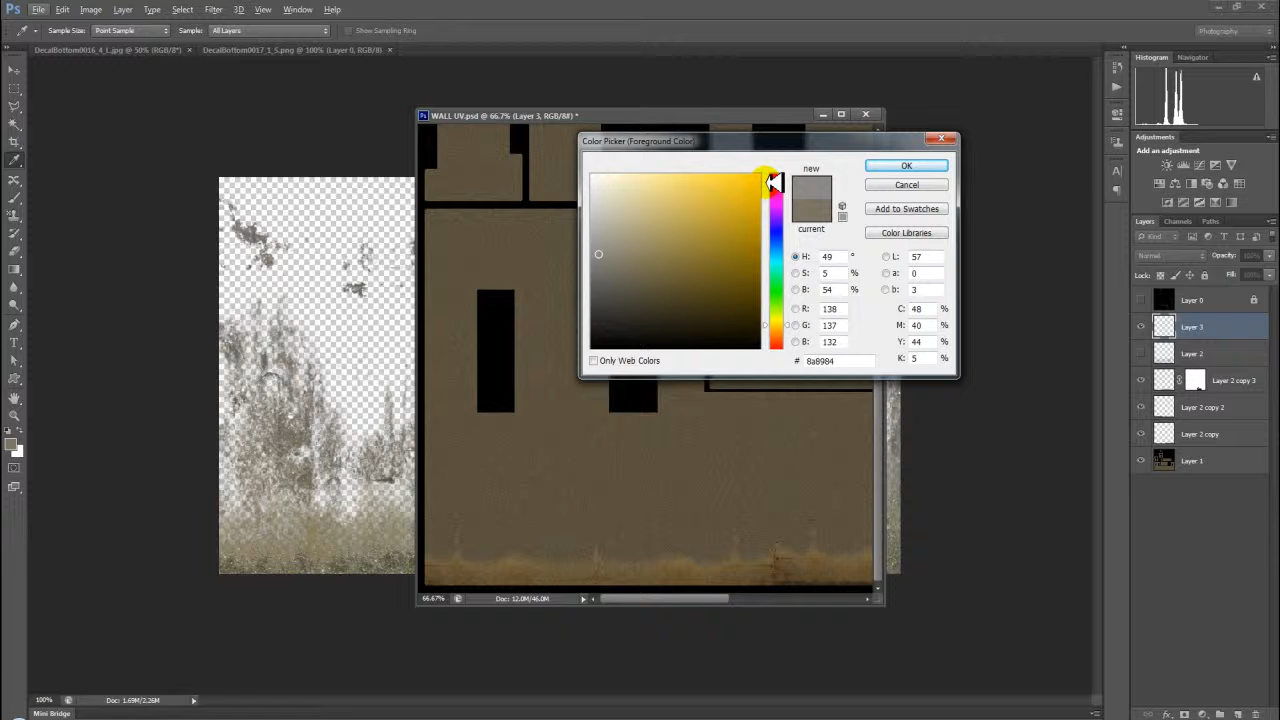 Ps File Edit Image Layer Type Select Filter 3D View Window Help
Sample Size: Point Sample Sample: All Layers Show Sampling Ring Photography
DecalBottom0016_4_L.jpg @ 50% (RGB/8*) × DecalBottom0017_1_S.png @ 100% (Layer 0, RGB/8) ×
Histogram Navigator
WALL UV.psd @ 66.7% (Layer 3, RGB/8#) *
Color Picker (Foreground Color)
new
current
OK
Cancel
Add to Swatches
Color Libraries
H: 49 °
S: 5 %
B: 54 %
R: 138
G: 137
B: 132
L: 57
a: 0
b: 3
C: 48 %
M: 40 %
Y: 44 %
K: 5 %
# 8a8984
Only Web Colors
Adjustments
Add an adjustment
Layers Channels Paths
Kind
Normal Opacity:
Lock: Fill:
Layer 0
Layer 3
Layer 2
Layer 2 copy 3
Layer 2 copy 2
Layer 2 copy
Layer 1
66.67% Doc: 12.0M/46.0M
100% Doc: 1.69M/2.26M
Mini Bridge